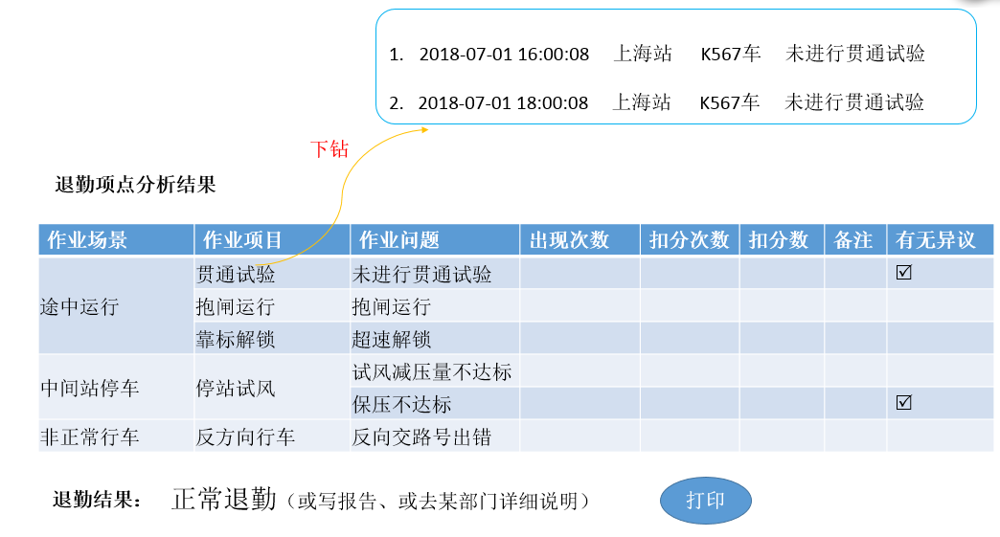 1. 2018-07-01 16:00:08 上海站 K567车 未进行贯通试验
2. 2018-07-01 18:00:08 上海站 K567车 未进行贯通试验
下钻
退勤项点分析结果
作业场景 作业项目 作业问题 出现次数 扣分次数 扣分数 备注 有无异议
途中运行 贯通试验 未进行贯通试验 ☑
抱闸运行 抱闸运行
靠标解锁 超速解锁
中间站停车 停站试风 试风减压量不达标
保压不达标 ☑
非正常行车 反方向行车 反向交路号出错
退勤结果： 正常退勤（或写报告、或去某部门详细说明） 打印